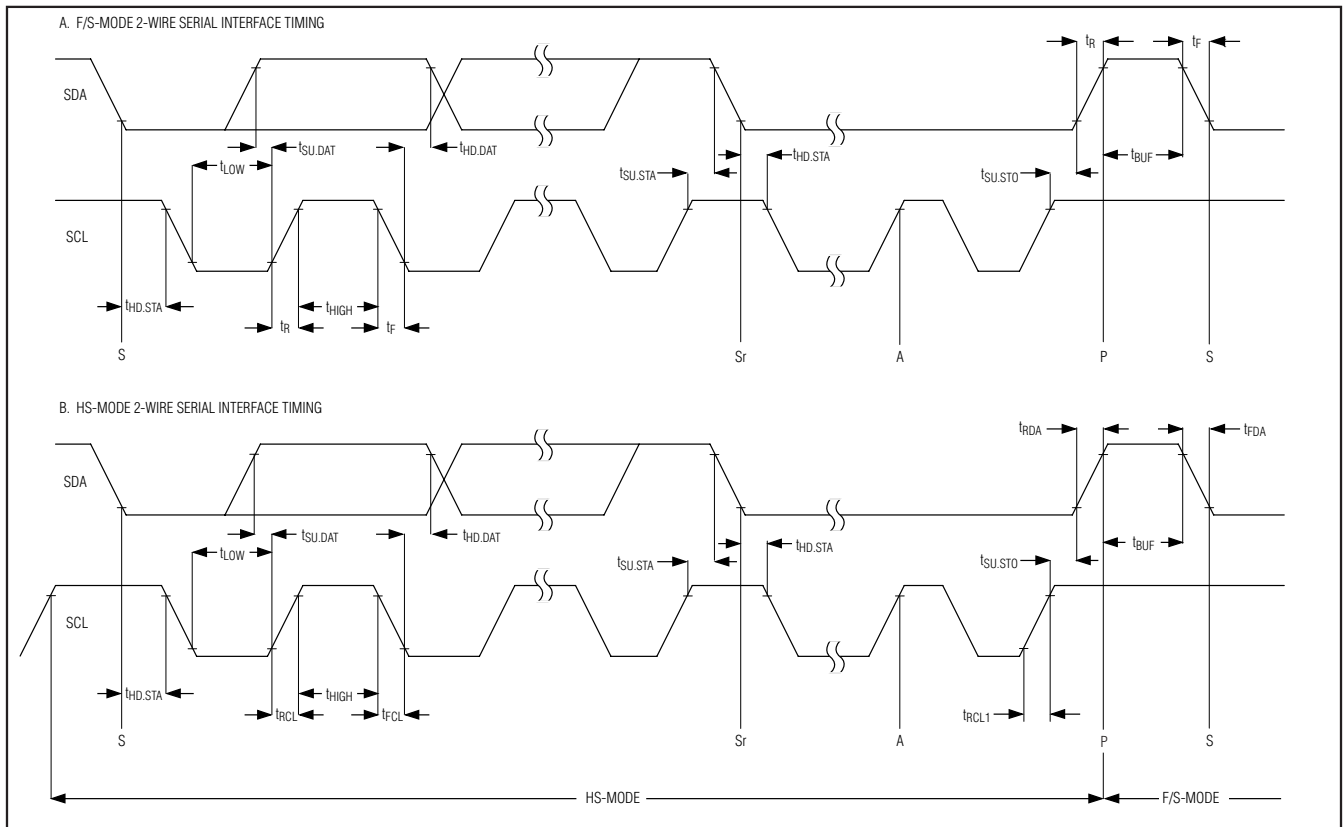 A. F/S-MODE 2-WIRE SERIAL INTERFACE TIMING
tR
tF
SDA
tSU.DAT
tHD.DAT
tHD.STA
tBUF
tLOW
tSU.STA
tSU.STO
SCL
tHD.STA
tHIGH
tR
tF
S
Sr
A
P
S
B. HS-MODE 2-WIRE SERIAL INTERFACE TIMING
tRDA
tFDA
SDA
tSU.DAT
tHD.DAT
tHD.STA
tBUF
tLOW
tSU.STA
tSU.STO
SCL
tHD.STA
tHIGH
tRCL
tFCL
tRCL1
S
Sr
A
P
S
HS-MODE
F/S-MODE